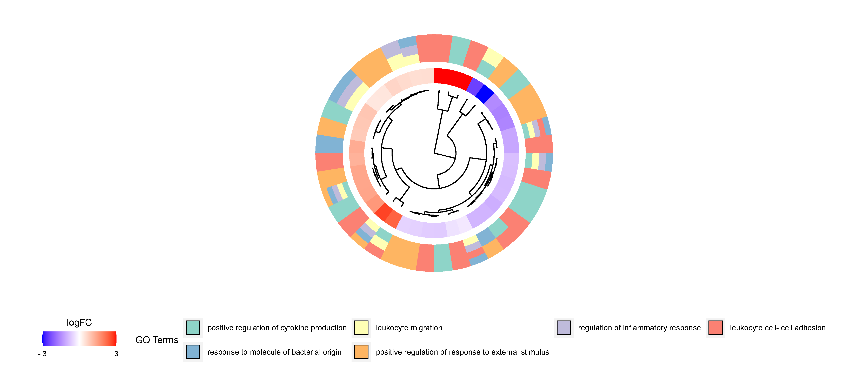 logFC
-3 3
GO Terms
positive regulation of cytokine production
leukocyte migration
regulation of inflammatory response
leukocyte cell-cell adhesion
response to molecule of bacterial origin
positive regulation of response to external stimulus